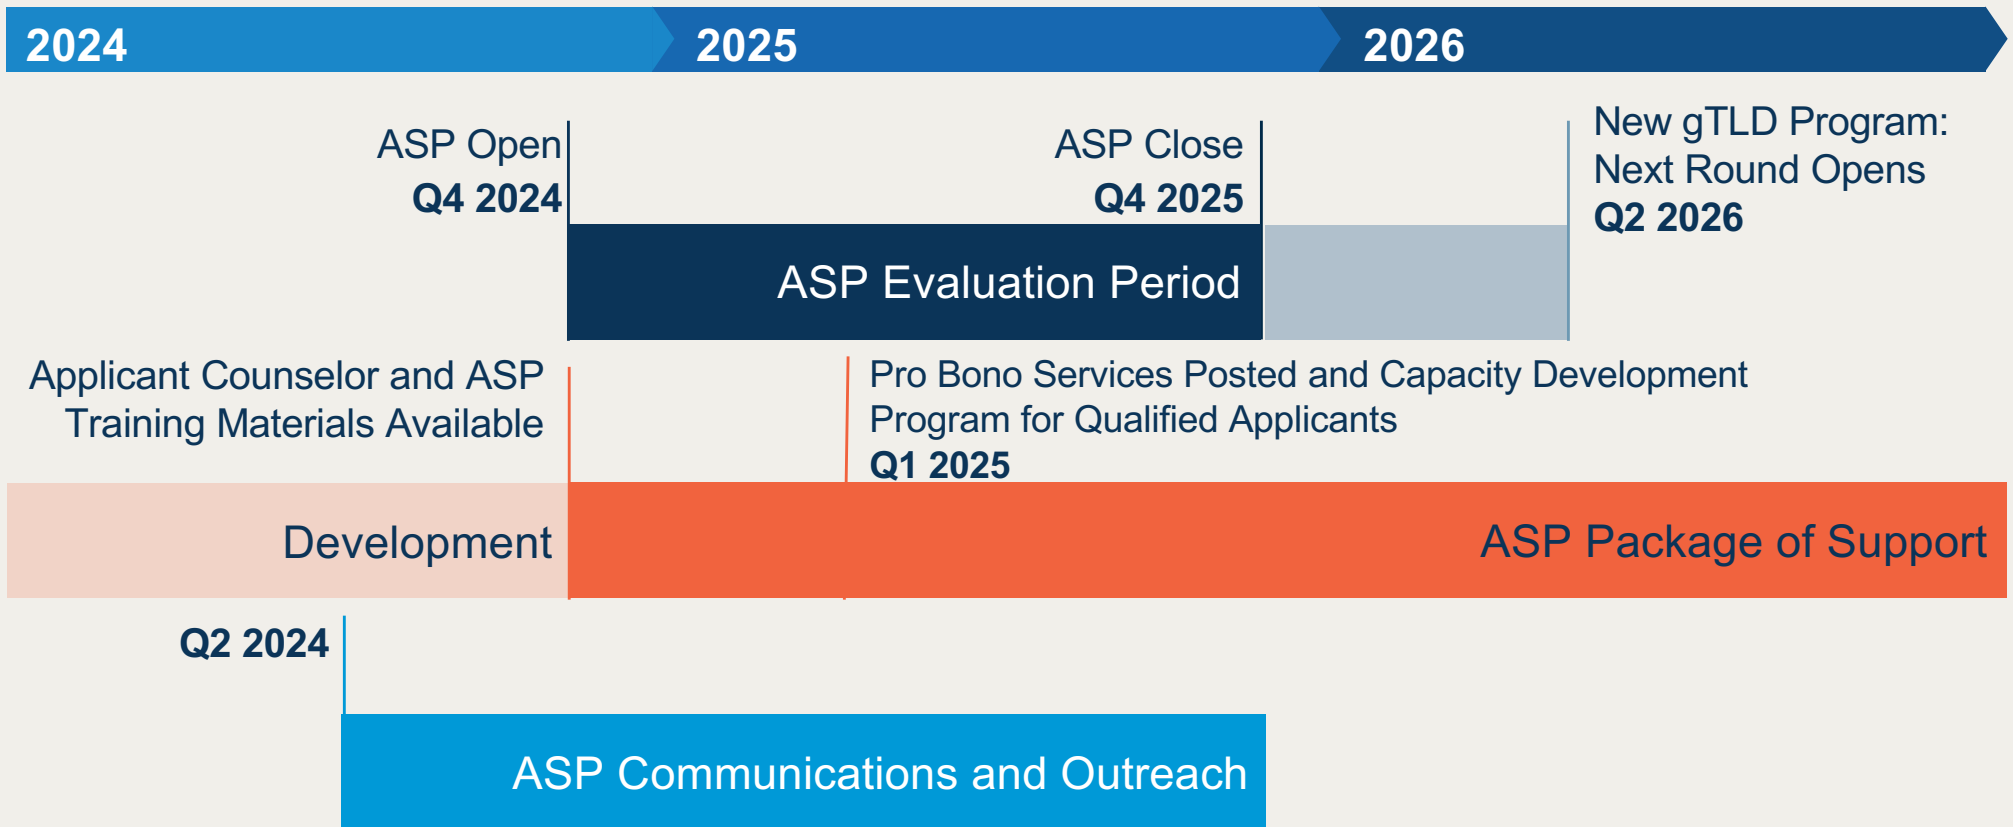 2024
2025
2026
ASP Open
Q4 2024
ASP Close
Q4 2025
New gTLD Program:
Next Round Opens
Q2 2026
ASP Evaluation Period
Applicant Counselor and ASP
Training Materials Available
Pro Bono Services Posted and Capacity Development
Program for Qualified Applicants
Q1 2025
Development
ASP Package of Support
Q2 2024
ASP Communications and Outreach